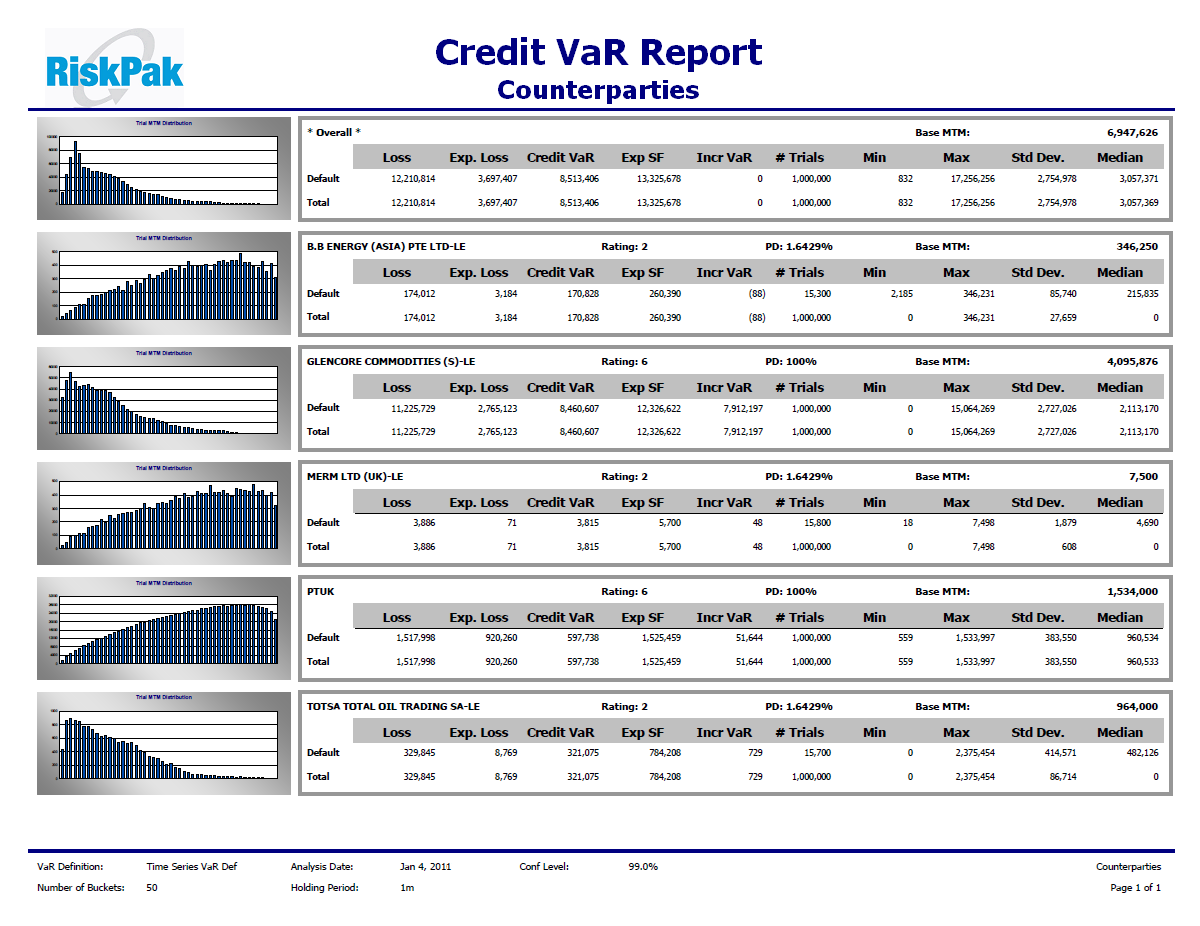 RiskPak
Credit VaR Report
Counterparties
Trial MTM Distribution
* Overall * Base MTM: 6,947,626
Loss Exp. Loss Credit VaR Exp SF Incr VaR # Trials Min Max Std Dev. Median
Default 12,210,814 3,697,407 8,513,406 13,325,678 0 1,000,000 832 17,256,256 2,754,978 3,057,371
Total 12,210,814 3,697,407 8,513,406 13,325,678 0 1,000,000 832 17,256,256 2,754,978 3,057,369
Trial MTM Distribution
B.B ENERGY (ASIA) PTE LTD-LE Rating: 2 PD: 1.6429% Base MTM: 346,250
Loss Exp. Loss Credit VaR Exp SF Incr VaR # Trials Min Max Std Dev. Median
Default 174,012 3,184 170,828 260,390 (88) 15,300 2,185 346,231 85,740 215,835
Total 174,012 3,184 170,828 260,390 (88) 1,000,000 0 346,231 27,659 0
Trial MTM Distribution
GLENCORE COMMODITIES (S)-LE Rating: 6 PD: 100% Base MTM: 4,095,876
Loss Exp. Loss Credit VaR Exp SF Incr VaR # Trials Min Max Std Dev. Median
Default 11,225,729 2,765,123 8,460,607 12,326,622 7,912,197 1,000,000 0 15,064,269 2,727,026 2,113,170
Total 11,225,729 2,765,123 8,460,607 12,326,622 7,912,197 1,000,000 0 15,064,269 2,727,026 2,113,170
Trial MTM Distribution
MERM LTD (UK)-LE Rating: 2 PD: 1.6429% Base MTM: 7,500
Loss Exp. Loss Credit VaR Exp SF Incr VaR # Trials Min Max Std Dev. Median
Default 3,886 71 3,815 5,700 48 15,800 18 7,498 1,879 4,690
Total 3,886 71 3,815 5,700 48 1,000,000 0 7,498 608 0
Trial MTM Distribution
PTUK Rating: 6 PD: 100% Base MTM: 1,534,000
Loss Exp. Loss Credit VaR Exp SF Incr VaR # Trials Min Max Std Dev. Median
Default 1,517,998 920,260 597,738 1,525,459 51,644 1,000,000 559 1,533,997 383,550 960,534
Total 1,517,998 920,260 597,738 1,525,459 51,644 1,000,000 559 1,533,997 383,550 960,533
Trial MTM Distribution
TOTSA TOTAL OIL TRADING SA-LE Rating: 2 PD: 1.6429% Base MTM: 964,000
Loss Exp. Loss Credit VaR Exp SF Incr VaR # Trials Min Max Std Dev. Median
Default 329,845 8,769 321,075 784,208 729 15,700 0 2,375,454 414,571 482,126
Total 329,845 8,769 321,075 784,208 729 1,000,000 0 2,375,454 86,714 0
VaR Definition: Time Series VaR Def Analysis Date: Jan 4, 2011 Conf Level: 99.0% Counterparties
Number of Buckets: 50 Holding Period: 1m Page 1 of 1